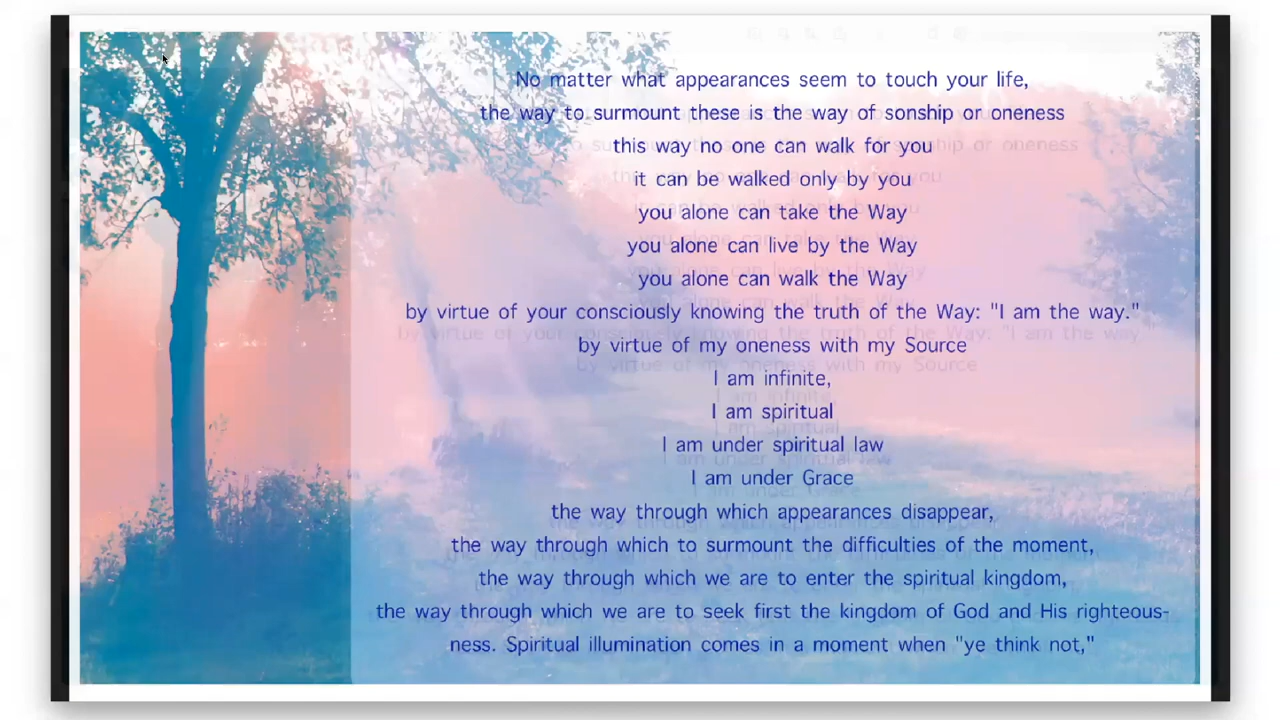 No matter what appearances seem to touch your life,
the way to surmount these is the way of sonship or oneness
this way no one can walk for you
it can be walked only by you
you alone can take the Way
you alone can live by the Way
you alone can walk the Way
by virtue of your consciously knowing the truth of the Way: "I am the way."
by virtue of my oneness with my Source
I am infinite,
I am spiritual
I am under spiritual law
I am under Grace
the way through which appearances disappear,
the way through which to surmount the difficulties of the moment,
the way through which we are to enter the spiritual kingdom,
the way through which we are to seek first the kingdom of God and His righteous-
ness. Spiritual illumination comes in a moment when "ye think not,"